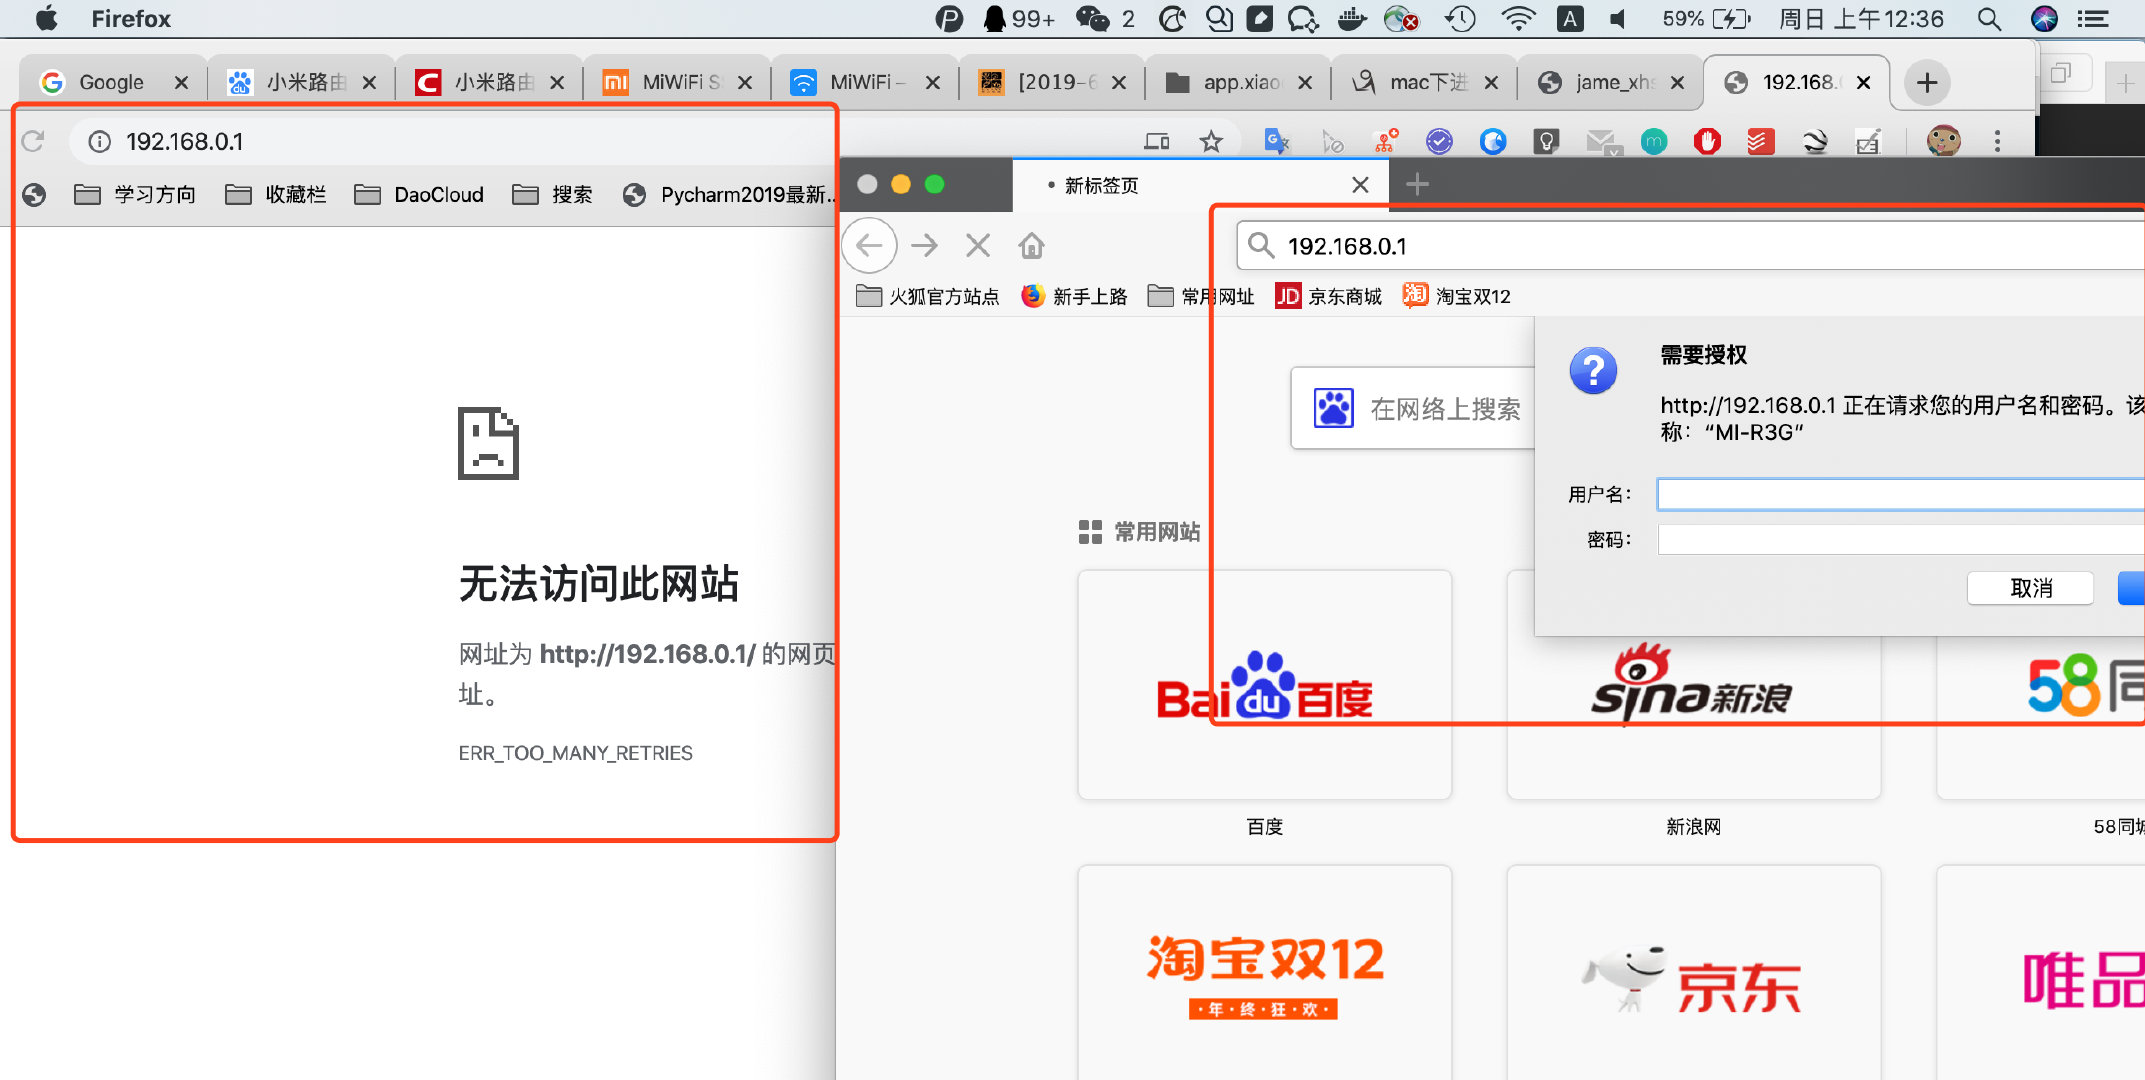 Firefox
99+
2
59%
周日 上午12:36
Google
小米路由
小米路由
MiWiFi S
MiWiFi –
[2019-6
app.xiao
mac下进
jame_xhs
192.168.
192.168.0.1
学习方向
收藏栏
DaoCloud
搜索
Pycharm2019最新...
无法访问此网站
网址为 http://192.168.0.1/ 的网页
址。
ERR_TOO_MANY_RETRIES
• 新标签页
192.168.0.1
火狐官方站点
新手上路
常用网址
JD 京东商城
淘 淘宝双12
在网络上搜索
需要授权
http://192.168.0.1 正在请求您的用户名和密码。该
称：“MI-R3G”
用户名：
密码：
取消
常用网站
Bai du 百度
sina新浪
58同
百度
新浪网
58同城
淘宝双12
·年·终·狂·欢·
京东
唯品